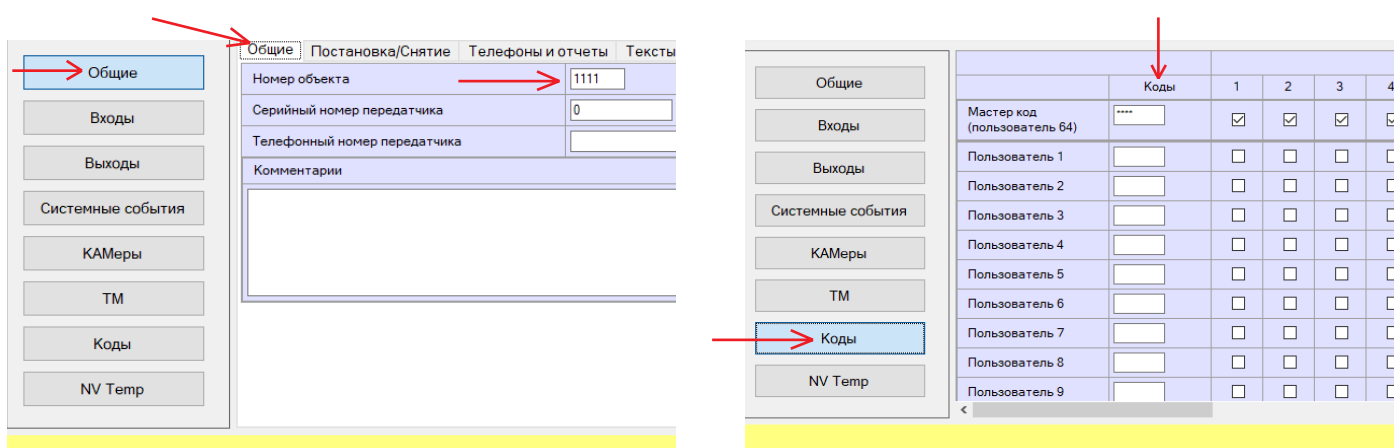 Общие
Входы
Выходы
Системные события
КАМеры
ТМ
Коды
NV Temp
Общие Постановка/Снятие Телефоны и отчеты Тексты
Номер объекта 1111
Серийный номер передатчика 0
Телефонный номер передатчика
Комментарии
Общие
Входы
Выходы
Системные события
КАМеры
ТМ
Коды
NV Temp
Коды 1 2 3 4
Мастер код
(пользователь 64) ****
Пользователь 1
Пользователь 2
Пользователь 3
Пользователь 4
Пользователь 5
Пользователь 6
Пользователь 7
Пользователь 8
Пользователь 9